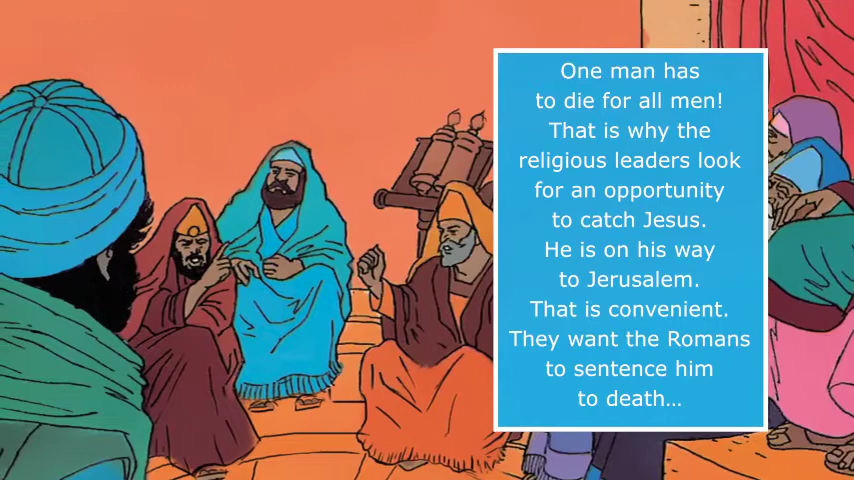 One man has
to die for all men!
That is why the
religious leaders look
for an opportunity
to catch Jesus.
He is on his way
to Jerusalem.
That is convenient.
They want the Romans
to sentence him
to death…